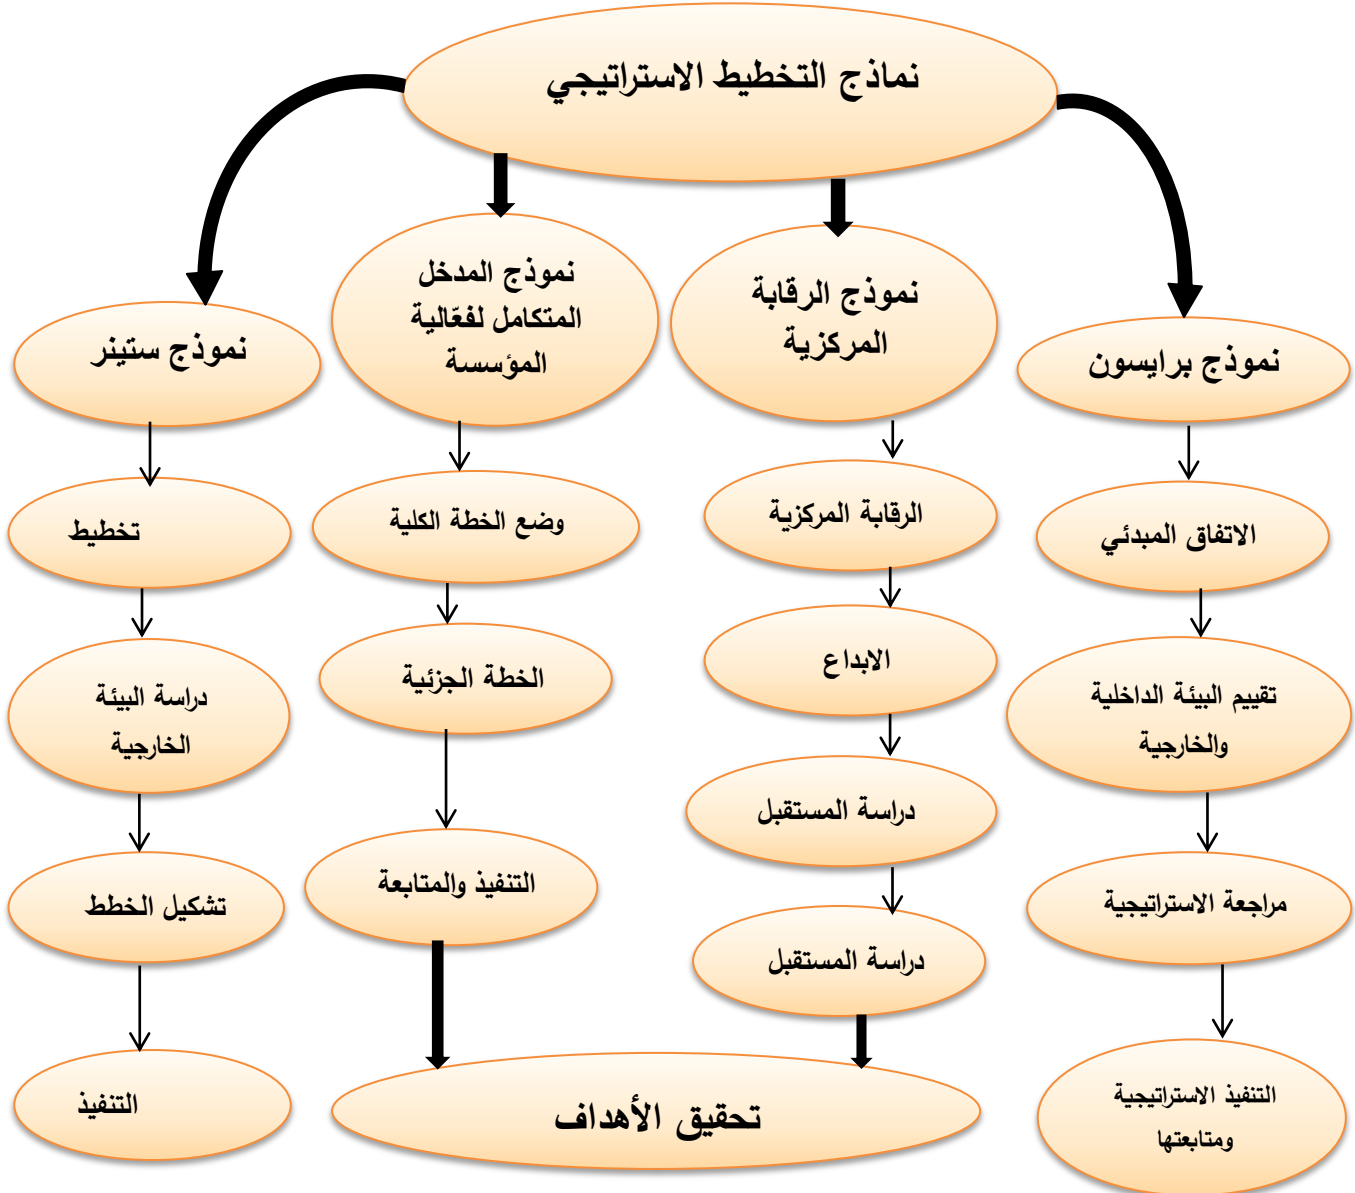 نماذج التخطيط الاستراتيجي
نموذج برايسون
الاتفاق المبدئي
تقييم البيئة الداخلية
والخارجية
مراجعة الاستراتيجية
التنفيذ الاستراتيجية
ومتابعتها
نموذج الرقابة
المركزية
الرقابة المركزية
الابداع
دراسة المستقبل
دراسة المستقبل
نموذج المدخل
المتكامل لفعّالية
المؤسسة
وضع الخطة الكلية
الخطة الجزئية
التنفيذ والمتابعة
نموذج ستينر
تخطيط
دراسة البيئة
الخارجية
تشكيل الخطط
التنفيذ
تحقيق الأهداف